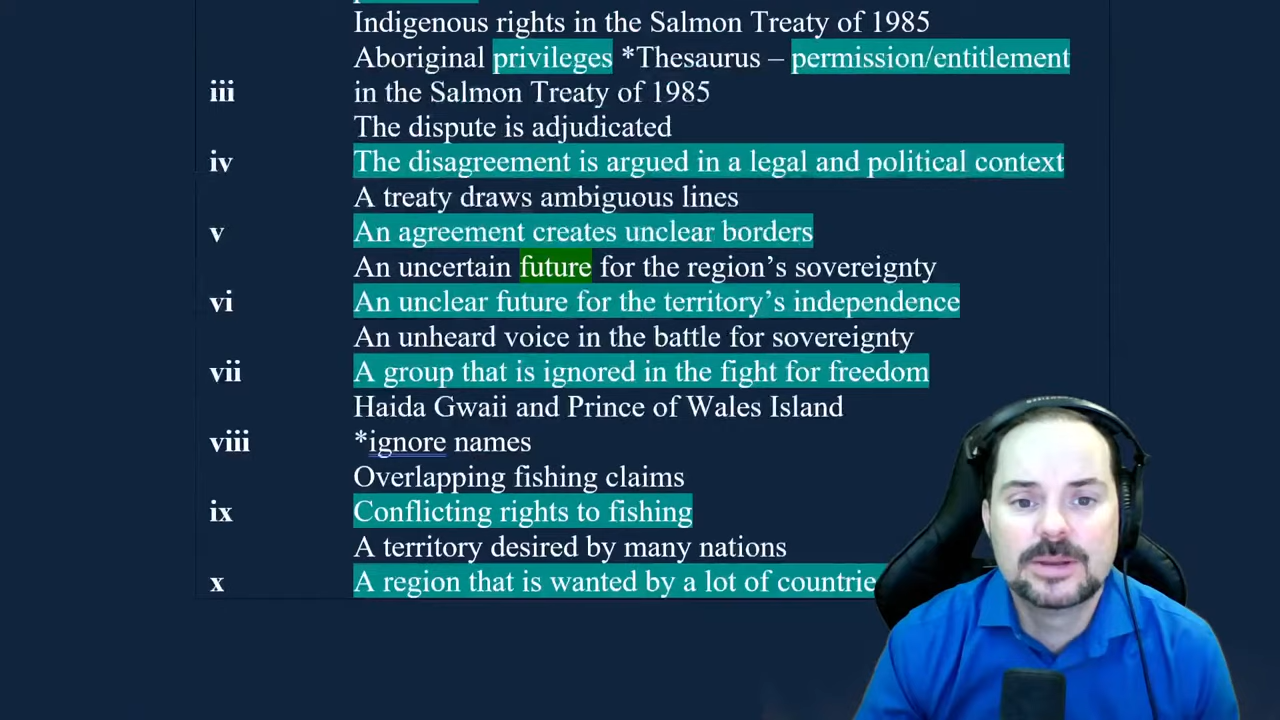 Indigenous rights in the Salmon Treaty of 1985
Aboriginal privileges *Thesaurus – permission/entitlement
iii in the Salmon Treaty of 1985
The dispute is adjudicated
iv The disagreement is argued in a legal and political context
A treaty draws ambiguous lines
v An agreement creates unclear borders
An uncertain future for the region’s sovereignty
vi An unclear future for the territory’s independence
An unheard voice in the battle for sovereignty
vii A group that is ignored in the fight for freedom
Haida Gwaii and Prince of Wales Island
viii *ignore names
Overlapping fishing claims
ix Conflicting rights to fishing
A territory desired by many nations
x A region that is wanted by a lot of countrie